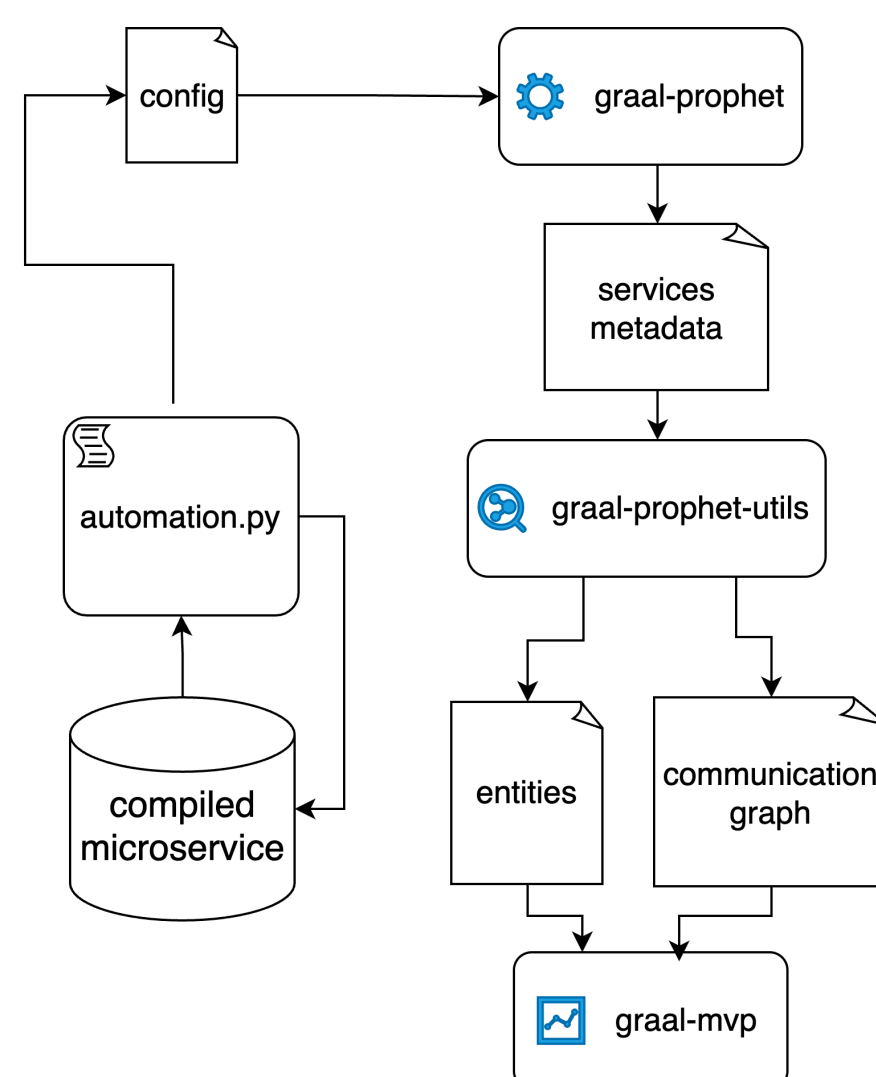 config
graal-prophet
services
metadata
automation.py
graal-prophet-utils
compiled
microservice
entities
communication
graph
graal-mvp